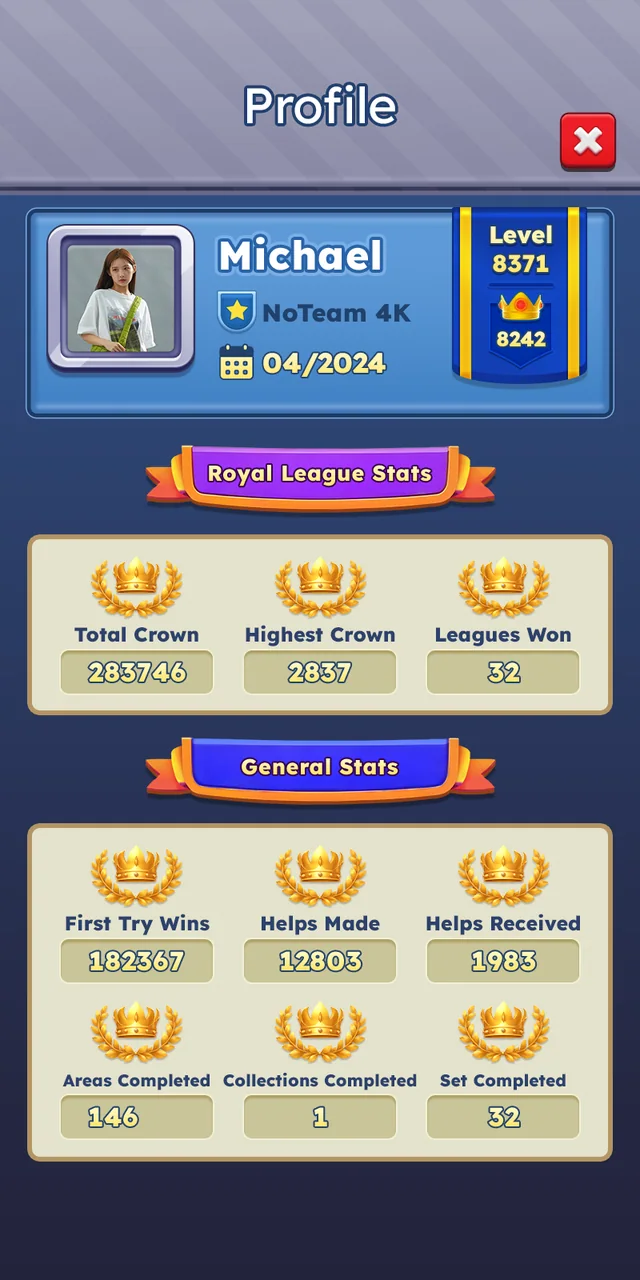 Profile
Michael
NoTeam 4K
04/2024
Level
8371
8242
Royal League Stats
Total Crown Highest Crown Leagues Won
283746 2837 32
General Stats
First Try Wins Helps Made Helps Received
182367 12803 1983
Areas Completed Collections Completed Set Completed
146 1 32